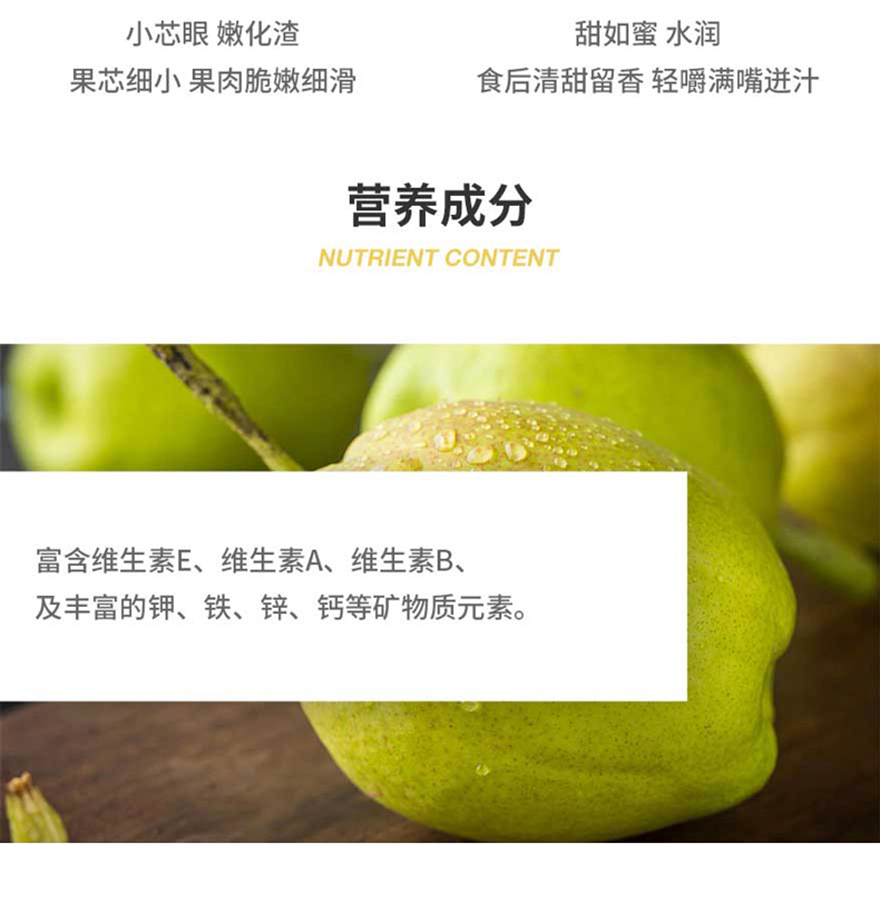 小芯眼 嫩化渣
果芯细小 果肉脆嫩细滑
甜如蜜 水润
食后清甜留香 轻嚼满嘴迸汁
营养成分
NUTRIENT CONTENT
富含维生素E、维生素A、维生素B、
及丰富的钾、铁、锌、钙等矿物质元素。